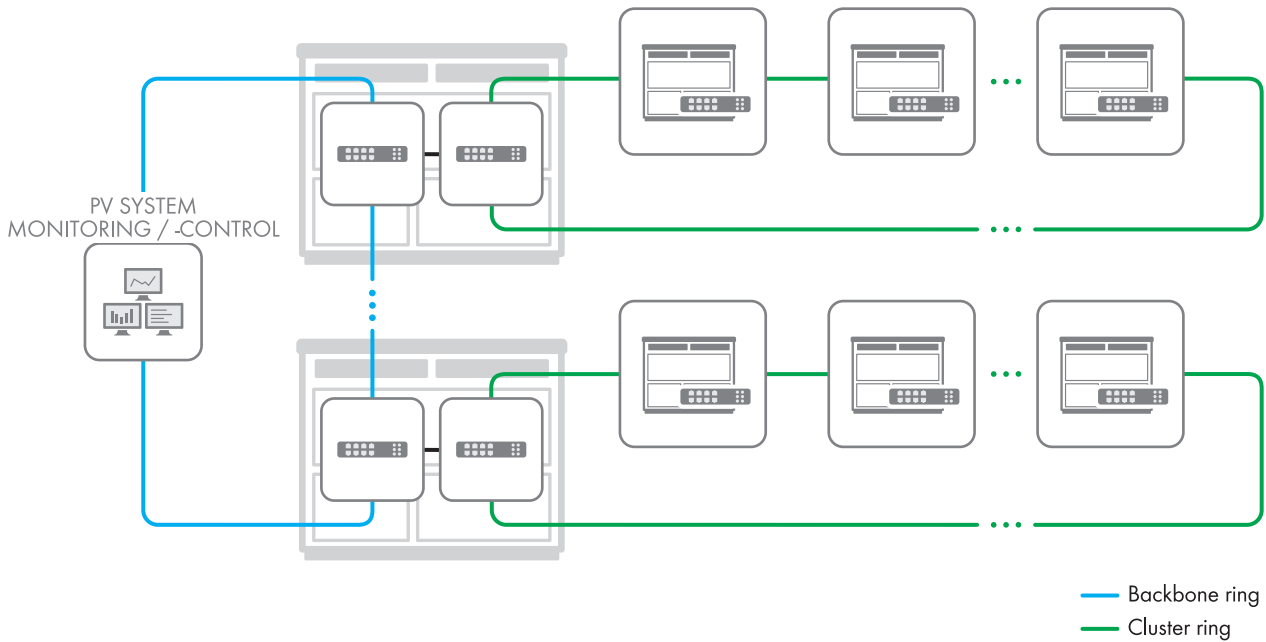 PV SYSTEM
MONITORING / -CONTROL
Backbone ring
Cluster ring